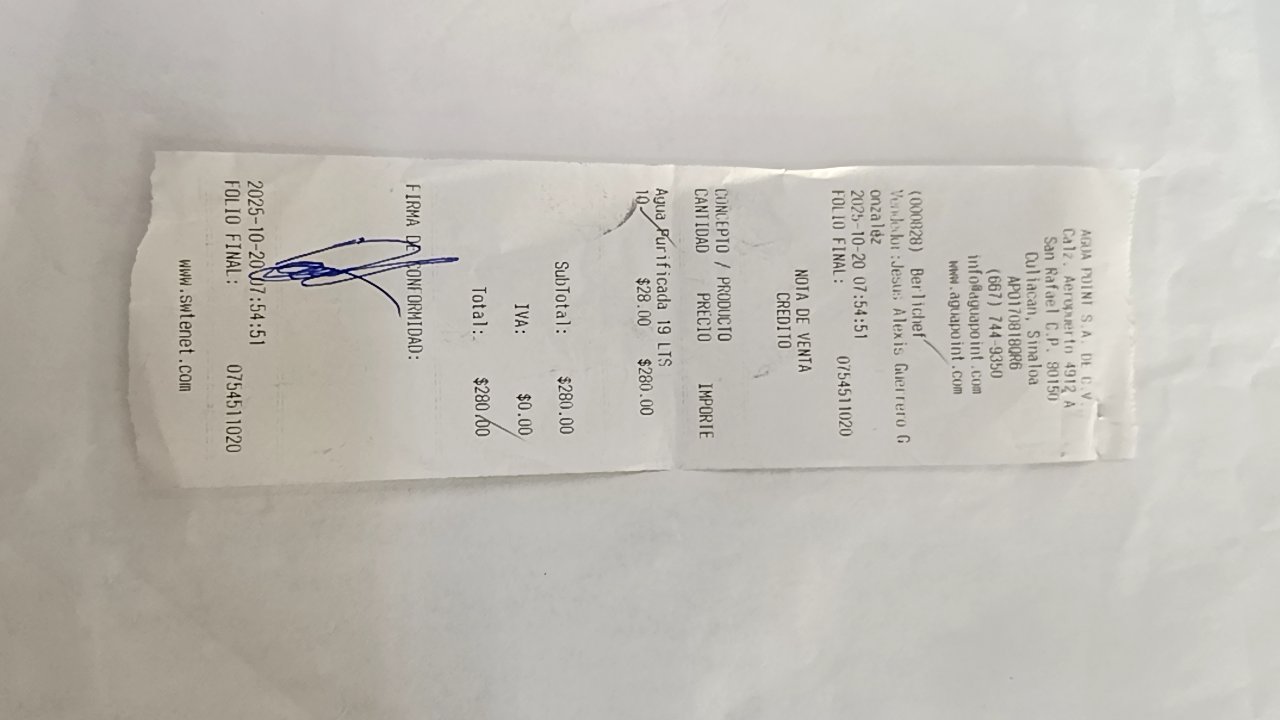 AGUA POINT S.A. DE C.V.
Calz. Aeropuerto 4912 A
San Rafael C.P. 80150
Culiacan, Sinaloa
APO170818QR6
(667) 744-9350
info@aguapoint.com
www.aguapoint.com
(000828) Berlichef
Vendedor:Jesus Alexis Guerrero G
onzalez
2025-10-20 07:54:51
FOLIO FINAL: 0754511020
NOTA DE VENTA
CREDITO
CONCEPTO / PRODUCTO
CANTIDAD PRECIO IMPORTE
Agua Purificada 19 LTS
10 $28.00 $280.00
SubTotal: $280.00
IVA: $0.00
Total: $280.00
FIRMA DE CONFORMIDAD:
2025-10-20 07:54:51
FOLIO FINAL: 0754511020
www.swtenet.com